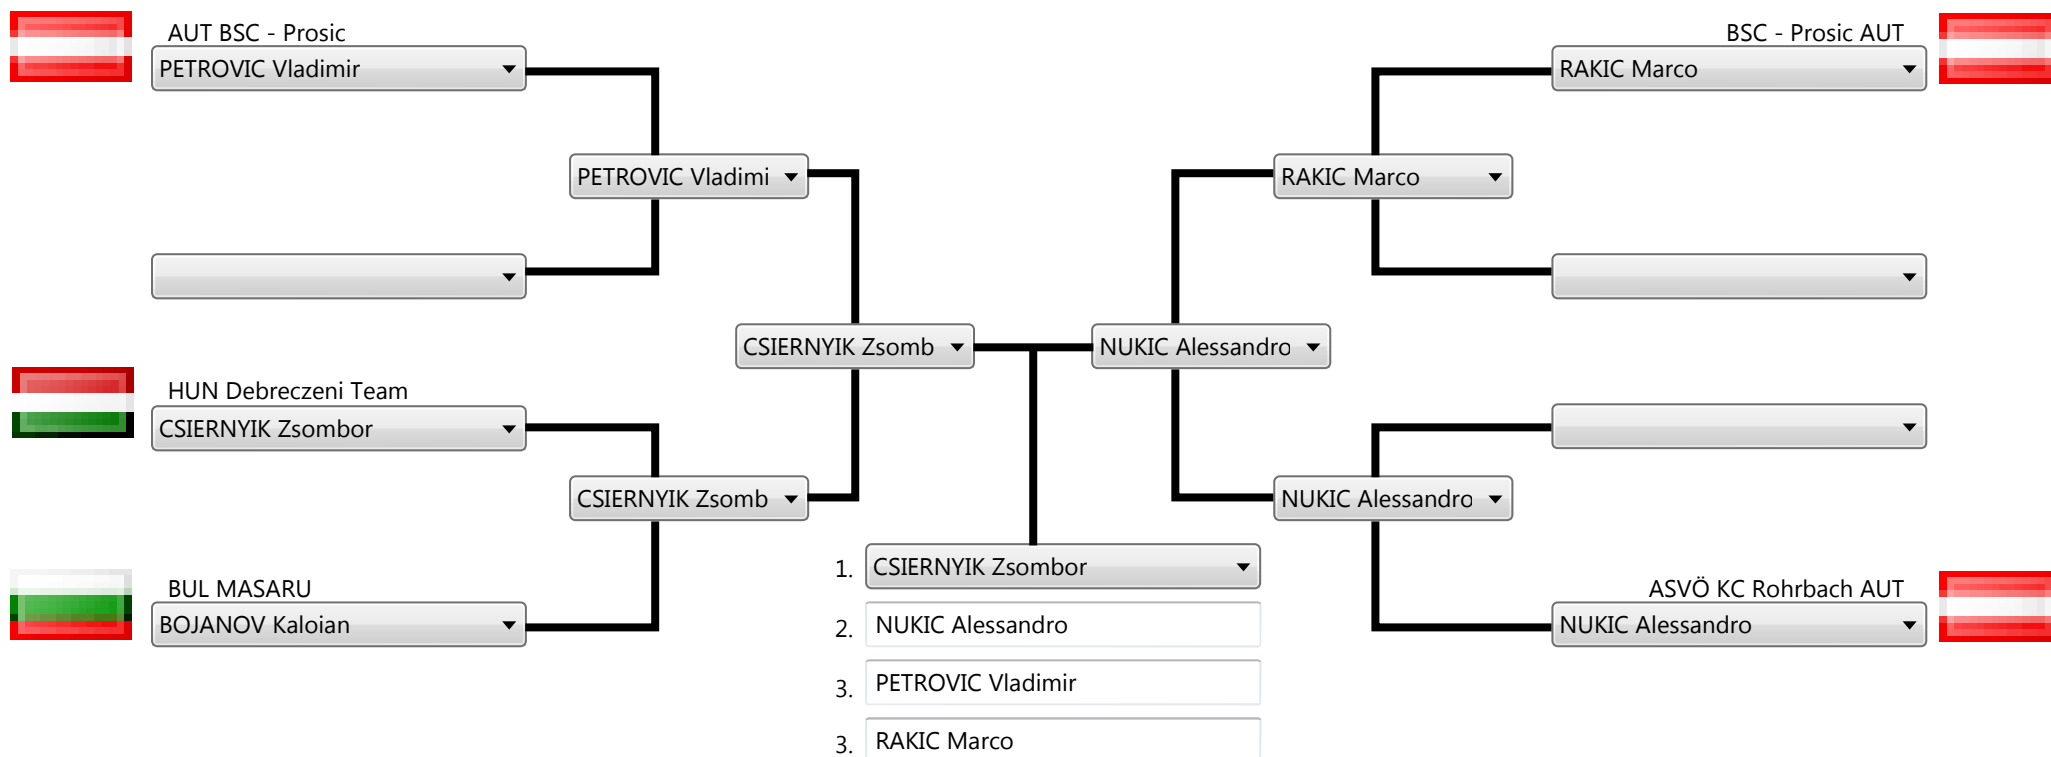 AUT BSC - Prosic
PETROVIC Vladimir
BSC - Prosic AUT
RAKIC Marco
PETROVIC Vladimi
RAKIC Marco
CSIERNYIK Zsomb
NUKIC Alessandro
HUN Debreczeni Team
CSIERNYIK Zsombor
CSIERNYIK Zsomb
NUKIC Alessandro
BUL MASARU
BOJANOV Kaloian
ASVÖ KC Rohrbach AUT
NUKIC Alessandro
1. CSIERNYIK Zsombor
2. NUKIC Alessandro
3. PETROVIC Vladimir
3. RAKIC Marco